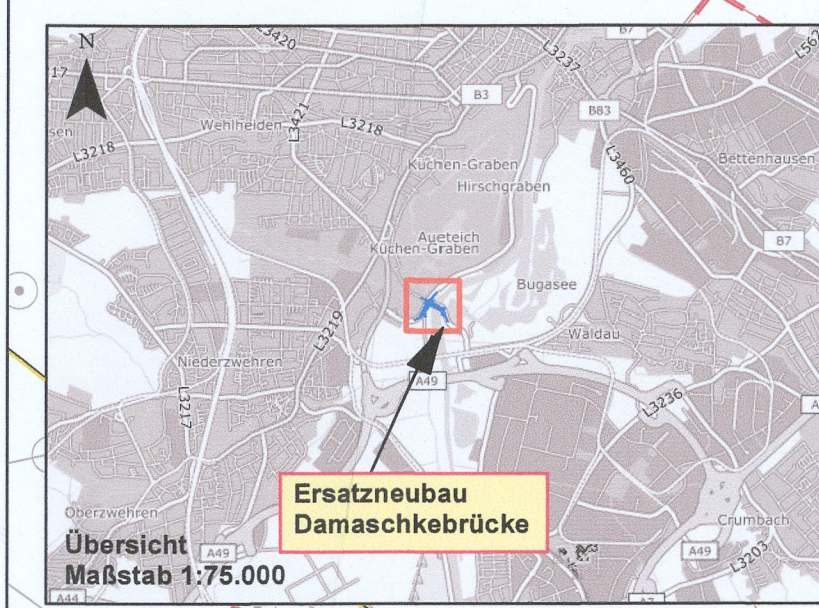 N
L3420
L3237
B7
17
B3
B83
L3421
Wehlheiden
L3218
L3218
L3460
Bettenhausen
Küchen-Graben
Hirschgraben
Aueteich
Küchen-Graben
B7
Bugasee
L3219
Waldau
Niederzwehren
A49
L3217
L3236
Ersatzneubau
Damaschkebrücke
Oberzwehren
Crumbach
Übersicht
A49
A49
L3203
Maßstab 1:75.000
A44
A7